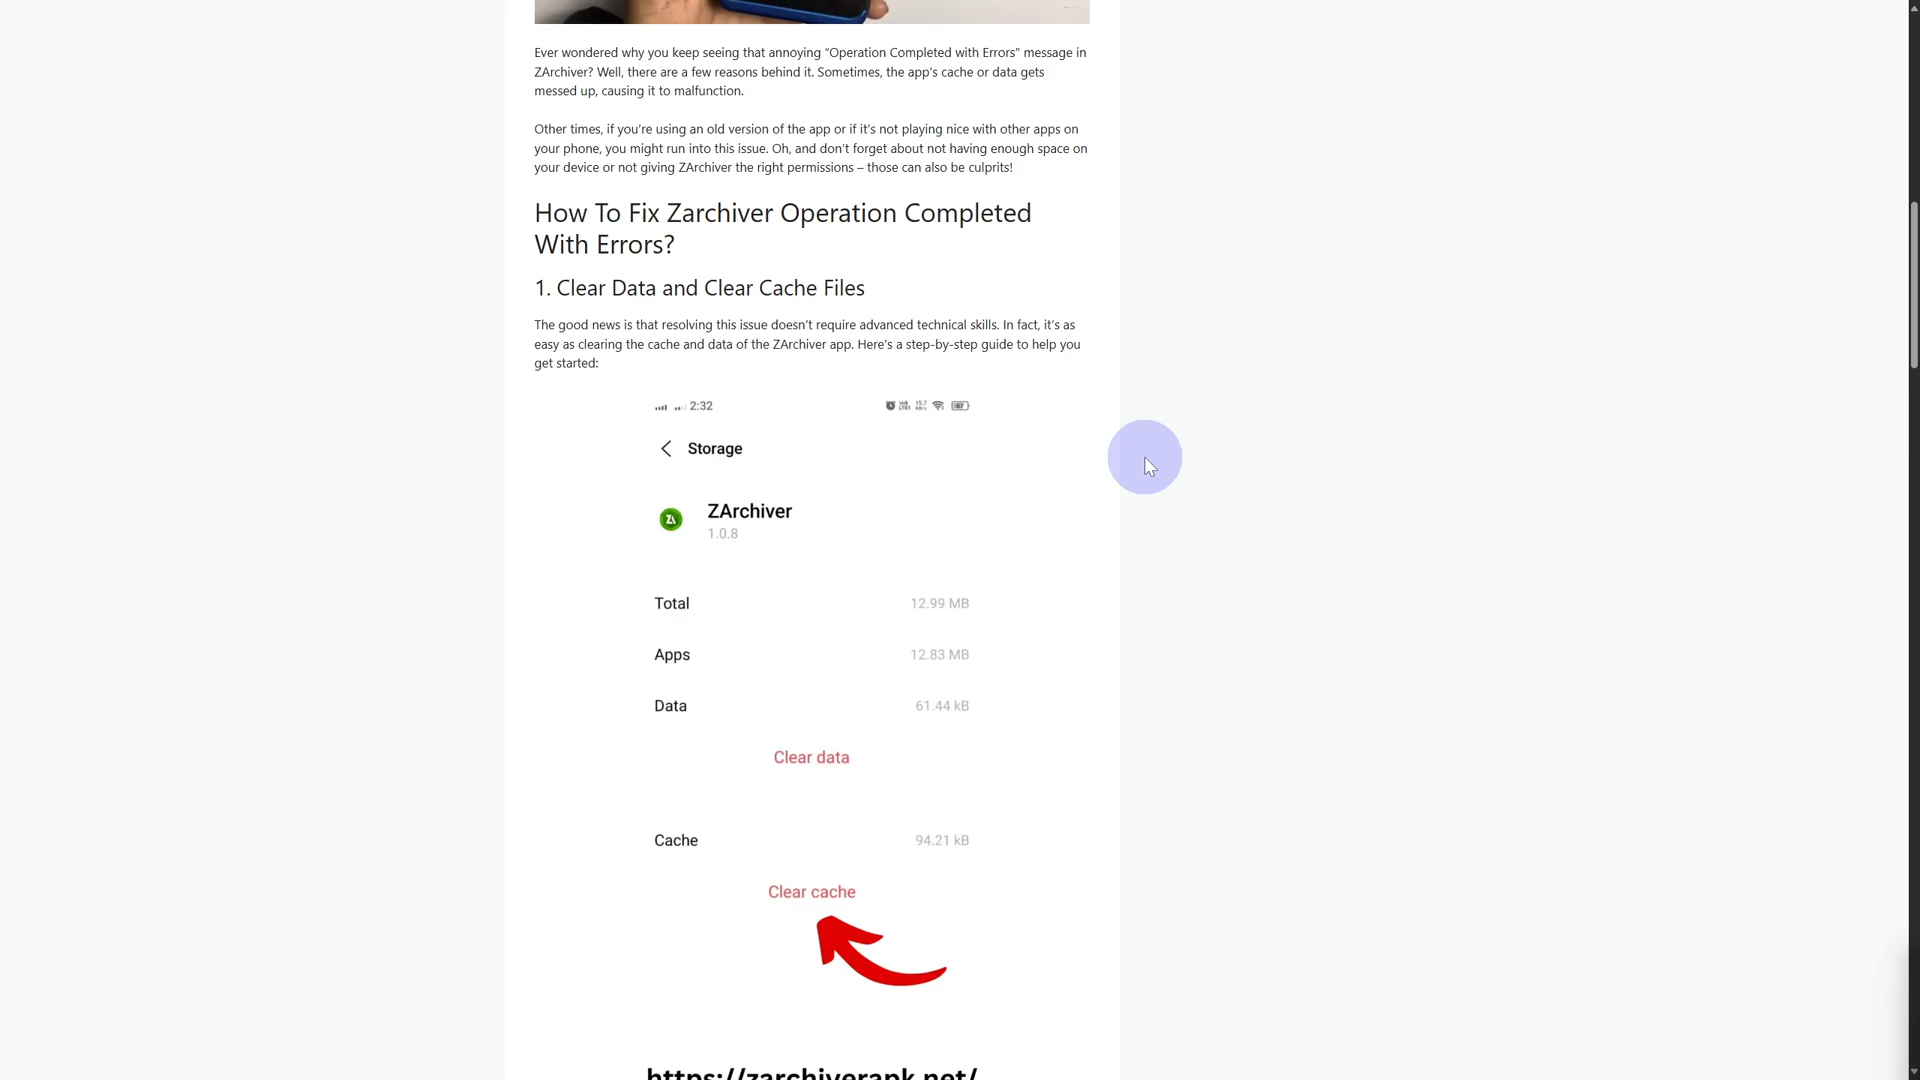 Ever wondered why you keep seeing that annoying “Operation Completed with Errors” message in
ZArchiver? Well, there are a few reasons behind it. Sometimes, the app’s cache or data gets
messed up, causing it to malfunction.
Other times, if you’re using an old version of the app or if it’s not playing nice with other apps on
your phone, you might run into this issue. Oh, and don’t forget about not having enough space on
your device or not giving ZArchiver the right permissions – those can also be culprits!
How To Fix Zarchiver Operation Completed
With Errors?
1. Clear Data and Clear Cache Files
The good news is that resolving this issue doesn’t require advanced technical skills. In fact, it’s as
easy as clearing the cache and data of the ZArchiver app. Here’s a step-by-step guide to help you
get started:
2:32
Storage
ZArchiver
1.0.8
Total 12.99 MB
Apps 12.83 MB
Data 61.44 kB
Clear data
Cache 94.21 kB
Clear cache
https://zarchiverapk.net/